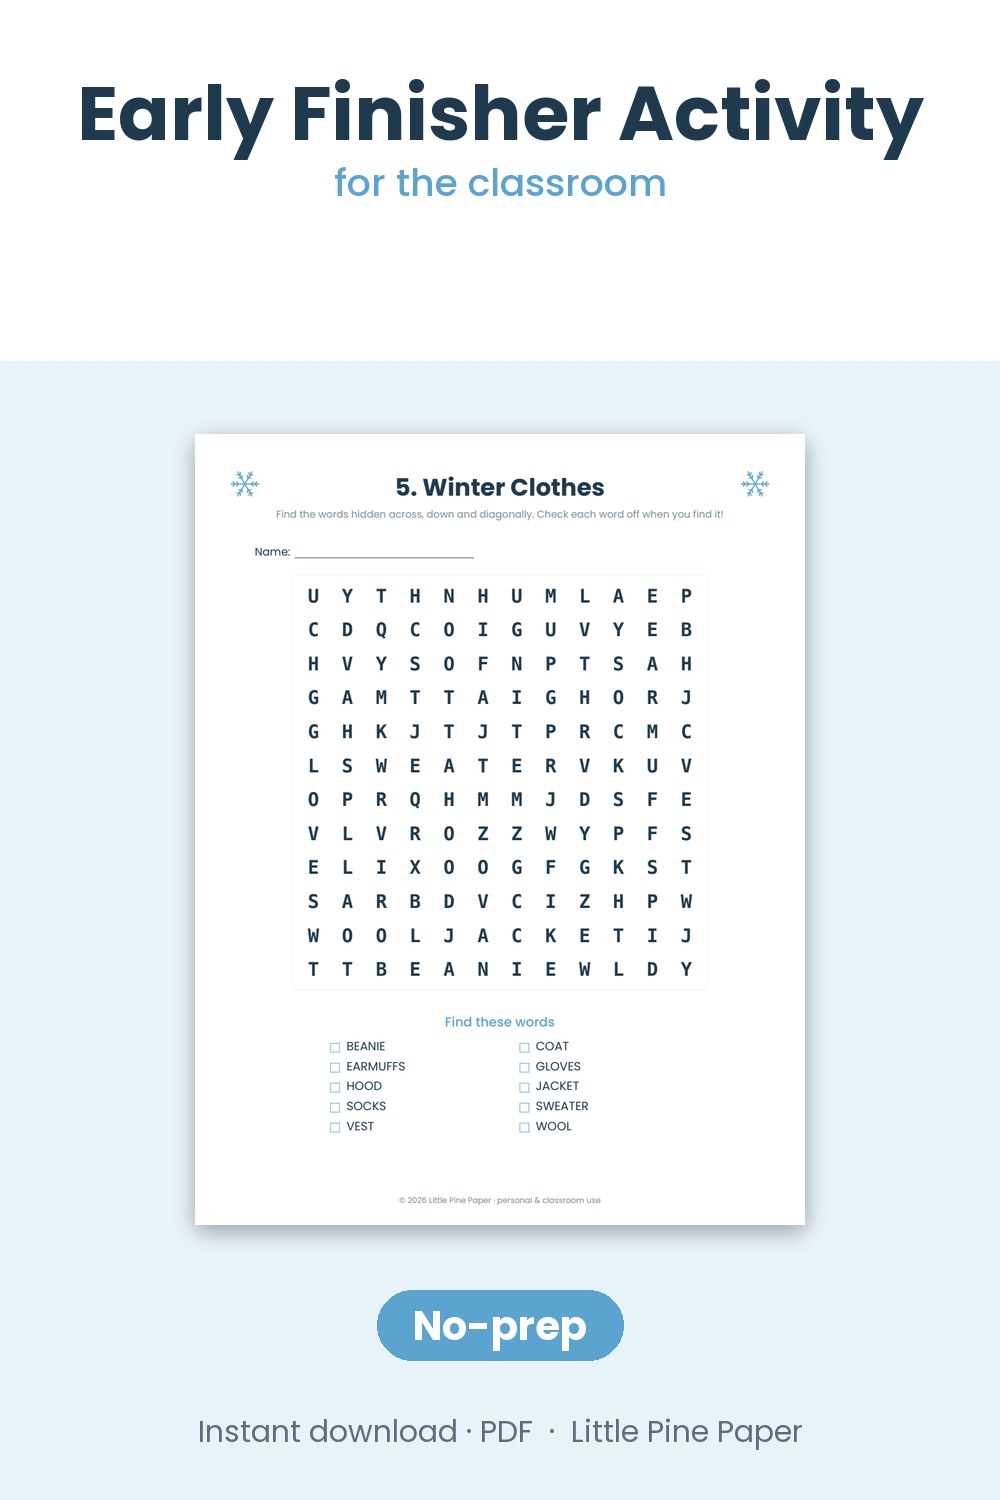 Early Finisher Activity
for the classroom
5. Winter Clothes
Find the words hidden across, down and diagonally. Check each word off when you find it!
Name:
U Y T H N H U M L A E P
C D Q C O I G U V Y E B
H V Y S O F N P T S A H
G A M T T A I G H O R J
G H K J T J T P R C M C
L S W E A T E R V K U V
O P R Q H M M J D S F E
V L V R O Z Z W Y P F S
E L I X O O G F G K S T
S A R B D V C I Z H P W
W O O L J A C K E T I J
T T B E A N I E W L D Y
Find these words
BEANIE
EARMUFFS
HOOD
SOCKS
VEST
COAT
GLOVES
JACKET
SWEATER
WOOL
© 2026 Little Pine Paper · personal & classroom use
No-prep
Instant download · PDF · Little Pine Paper